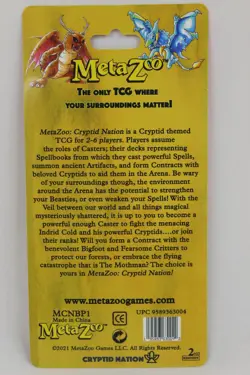 MetaZoo
The only TCG where
your surroundings matter!
MetaZoo: Cryptid Nation is a Cryptid themed
TCG for 2-6 players. Players assume
the roles of Casters; their decks representing
Spellbooks from which they cast powerful Spells,
summon ancient Artifacts, and form Contracts with
beloved Cryptids to aid them in the Arena. Be wary
of your surroundings though, the environment
around the Arena has the potential to strengthen
your Beasties, or even weaken your Spells! With
the Veil between our world and all things magical
mysteriously shattered, it is up to you to become a
powerful enough Caster to fight the menacing
Indrid Cold and his powerful Cryptids....or join
their ranks! Will you form a Contract with the
benevolent Bigfoot and Fearsome Critters to
protect our forests, or embrace the flying
catastrophe that is The Mothman? The choice is
yours in MetaZoo: Cryptid Nation!
www.metazoogames.com
MCNBP1
Made in China
UPC 9589363004
MetaZoo
CE
©2021 MetaZoo Games LLC. All Rights Reserved.
CRYPTID NATION
2ND